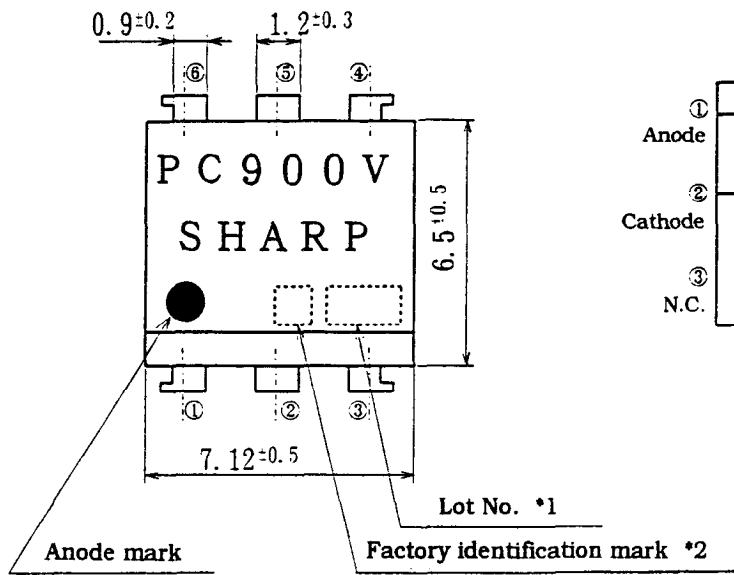 0.9±0.2 1.2±0.3
⑥ ⑤ ④
PC900V
SHARP
6.5±0.5
① ② ③
7.12±0.5
Lot No. *1
Anode mark
Factory identification mark *2
①
Anode
②
Cathode
③
N.C.